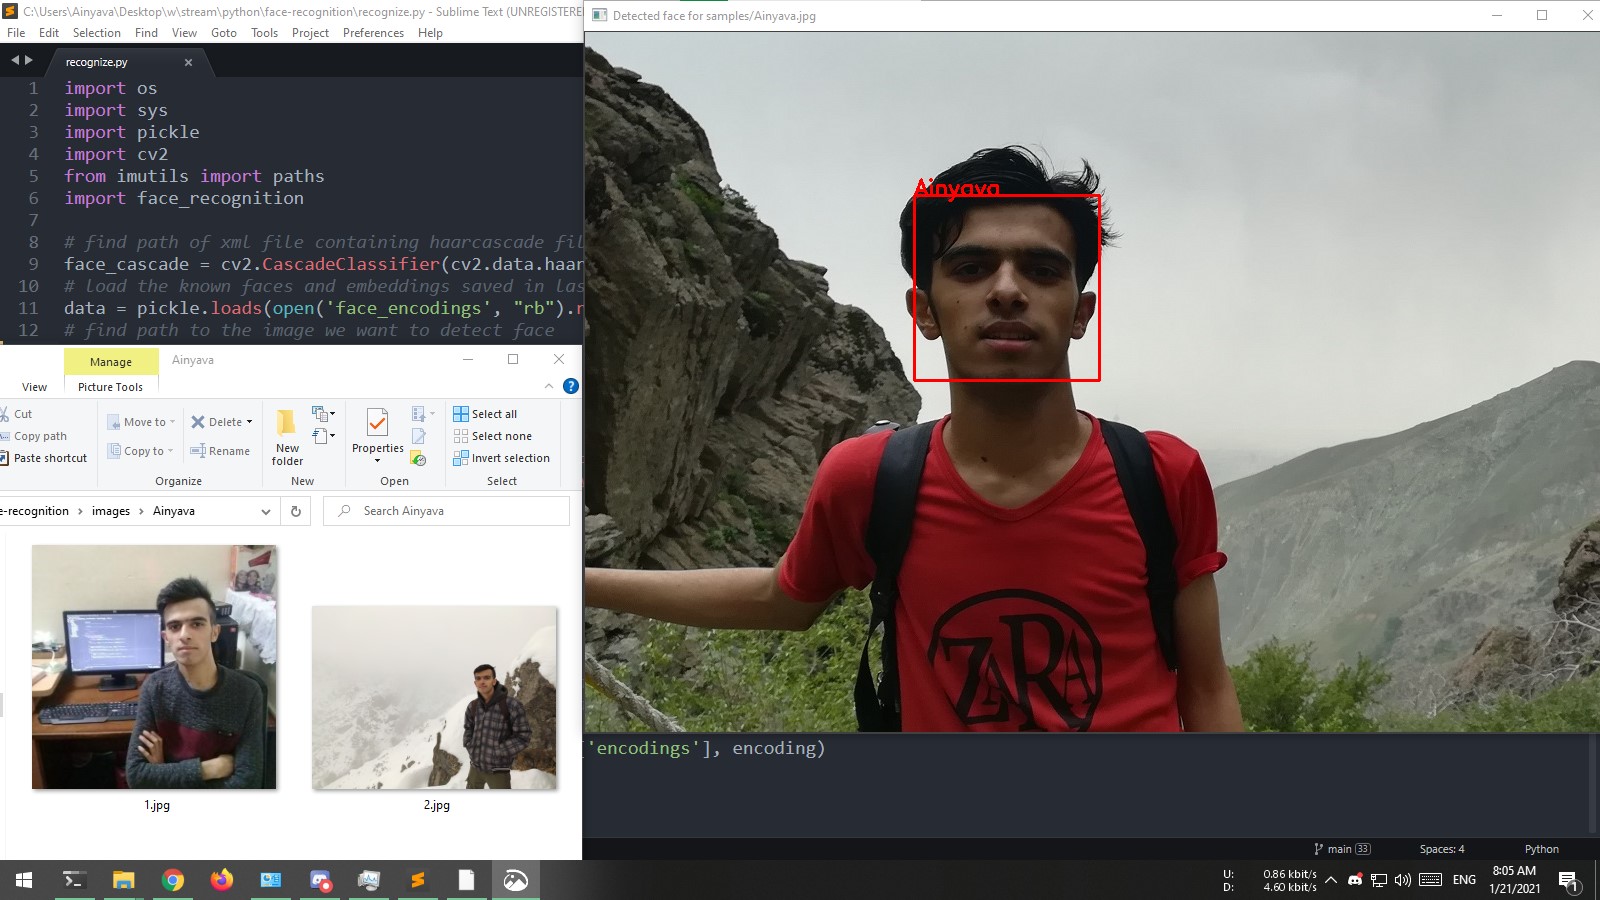 C:\Users\Ainyava\Desktop\w\stream\python\face-recognition\recognize.py - Sublime Text (UNREGISTERE
File Edit Selection Find View Goto Tools Project Preferences Help
recognize.py
1 import os
2 import sys
3 import pickle
4 import cv2
5 from imutils import paths
6 import face_recognition
7
8 # find path of xml file containing haarcascade fil
9 face_cascade = cv2.CascadeClassifier(cv2.data.haar
10 # load the known faces and embeddings saved in las
11 data = pickle.loads(open('face_encodings', "rb").r
12 # find path to the image we want to detect face
Manage Ainyava
View Picture Tools
Cut
Copy path
Paste shortcut
Move to
Copy to
Delete
Rename
Organize
New folder
New
Properties
Open
Select all
Select none
Invert selection
Select
e-recognition > images > Ainyava
Search Ainyava
1.jpg
2.jpg
Detected face for samples/Ainyava.jpg
Ainyava
ZARA
['encodings'], encoding)
main 33
Spaces: 4
Python
U: 0.86 kbit/s
D: 4.60 kbit/s
ENG
8:05 AM
1/21/2021
1